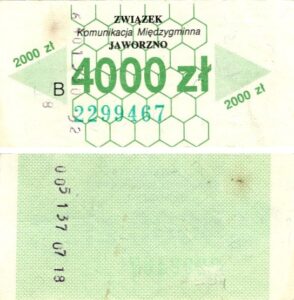 ZWIĄZEK
Komunikacja Międzygminna
JAWORZNO
2000 zł
B 4000 zł
2000 zł
2299467
005 137 07 18